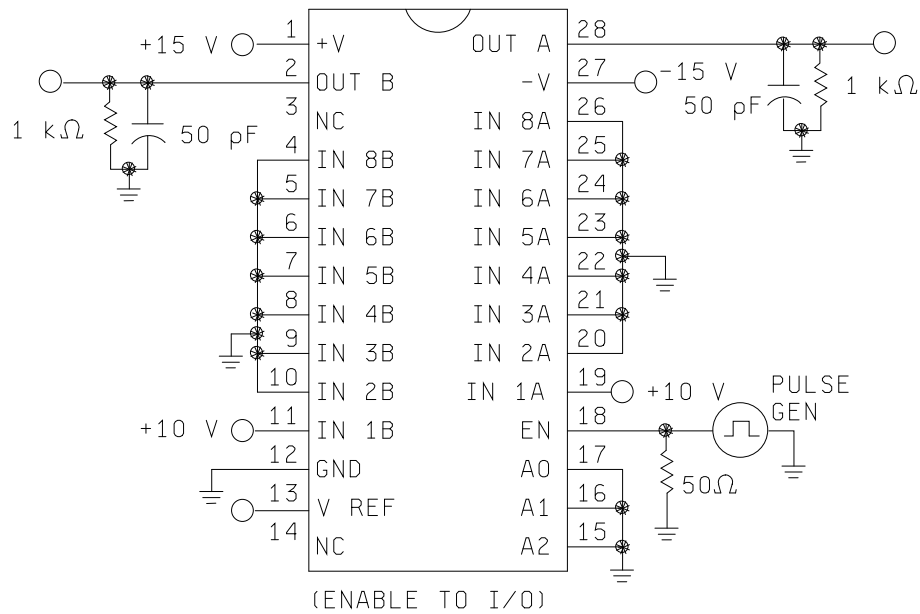 1 28
+15 V +V OUT A
2 27
OUT B -V -15 V
3 26
1 kΩ 50 pF NC IN 8A 50 pF 1 kΩ
4 25
IN 8B IN 7A
5 24
IN 7B IN 6A
6 23
IN 6B IN 5A
7 22
IN 5B IN 4A
8 21
IN 4B IN 3A
9 20
IN 3B IN 2A
10 19
IN 2B IN 1A +10 V PULSE GEN
11 18
+10 V IN 1B EN
12 17
GND A0 50Ω
13 16
V REF A1
14 15
NC A2
(ENABLE TO I/O)